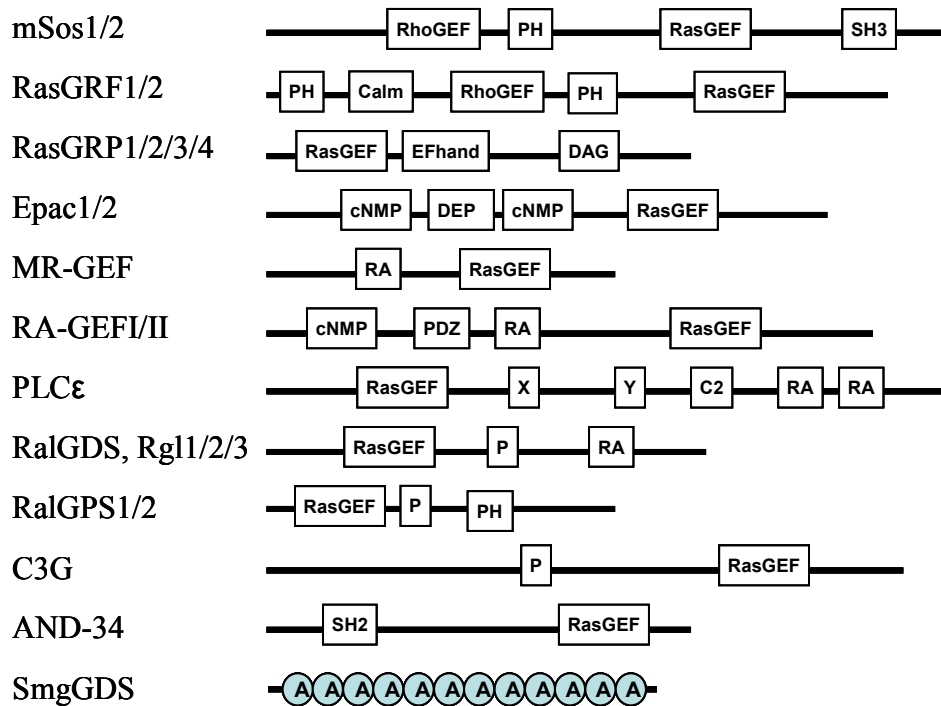 mSos1/2 RhoGEF PH RasGEF SH3
RasGRF1/2 PH Calm RhoGEF PH RasGEF
RasGRP1/2/3/4 RasGEF EFhand DAG
Epac1/2 cNMP DEP cNMP RasGEF
MR-GEF RA RasGEF
RA-GEFI/II cNMP PDZ RA RasGEF
PLCε RasGEF X Y C2 RA RA
RalGDS, Rgl1/2/3 RasGEF P RA
RalGPS1/2 RasGEF P PH
C3G P RasGEF
AND-34 SH2 RasGEF
SmgGDS A A A A A A A A A A A A